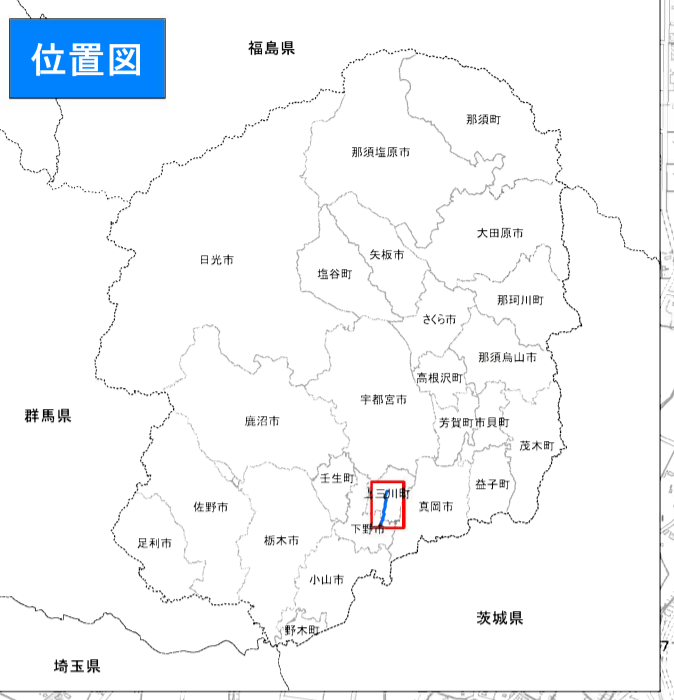 位置図
福島県
那須町
那須塩原市
大田原市
矢板市
日光市
塩谷町
那珂川町
さくら市
那須烏山市
高根沢町
宇都宮市
群馬県
鹿沼市
芳賀町
市貝町
茂木町
壬生町
益子町
上三川町
佐野市
真岡市
下野市
足利市
栃木市
小山市
茨城県
野木町
埼玉県
7